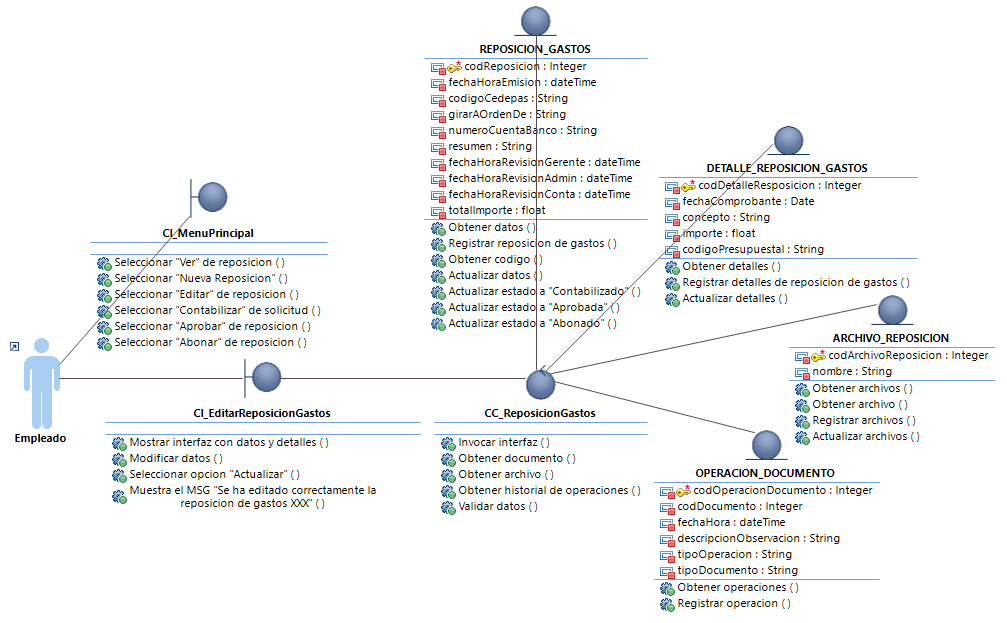 REPOSICION_GASTOS
codReposicion : Integer
fechaHoraEmision : dateTime
codigoCedepas : String
girarAOrdenDe : String
numeroCuentaBanco : String
resumen : String
fechaHoraRevisionGerente : dateTime
fechaHoraRevisionAdmin : dateTime
fechaHoraRevisionConta : dateTime
totalImporte : float
Obtener datos ( )
Registrar reposicion de gastos ( )
Obtener codigo ( )
Actualizar datos ( )
Actualizar estado a "Contabilizado" ( )
Actualizar estado a "Aprobada" ( )
Actualizar estado a "Abonado" ( )
DETALLE_REPOSICION_GASTOS
codDetalleResposicion : Integer
fechaComprobante : Date
concepto : String
importe : float
codigoPresupuestal : String
Obtener detalles ( )
Registrar detalles de reposicion de gastos ( )
Actualizar detalles ( )
CI_MenuPrincipal
Seleccionar "Ver" de reposicion ( )
Seleccionar "Nueva Reposicion" ( )
Seleccionar "Editar" de reposicion ( )
Seleccionar "Contabilizar" de solicitud ( )
Seleccionar "Aprobar" de reposicion ( )
Seleccionar "Abonar" de reposicion ( )
ARCHIVO_REPOSICION
codArchivoReposicion : Integer
nombre : String
Obtener archivos ( )
Obtener archivo ( )
Registrar archivos ( )
Actualizar archivos ( )
Empleado
CI_EditarReposicionGastos
Mostrar interfaz con datos y detalles ( )
Modificar datos ( )
Seleccionar opcion "Actualizar" ( )
Muestra el MSG "Se ha editado correctamente la
reposicion de gastos XXX" ( )
CC_ReposicionGastos
Invocar interfaz ( )
Obtener documento ( )
Obtener archivo ( )
Obtener historial de operaciones ( )
Validar datos ( )
OPERACION_DOCUMENTO
codOperacionDocumento : Integer
codDocumento : Integer
fechaHora : dateTime
descripcionObservacion : String
tipoOperacion : String
tipoDocumento : String
Obtener operaciones ( )
Registrar operacion ( )